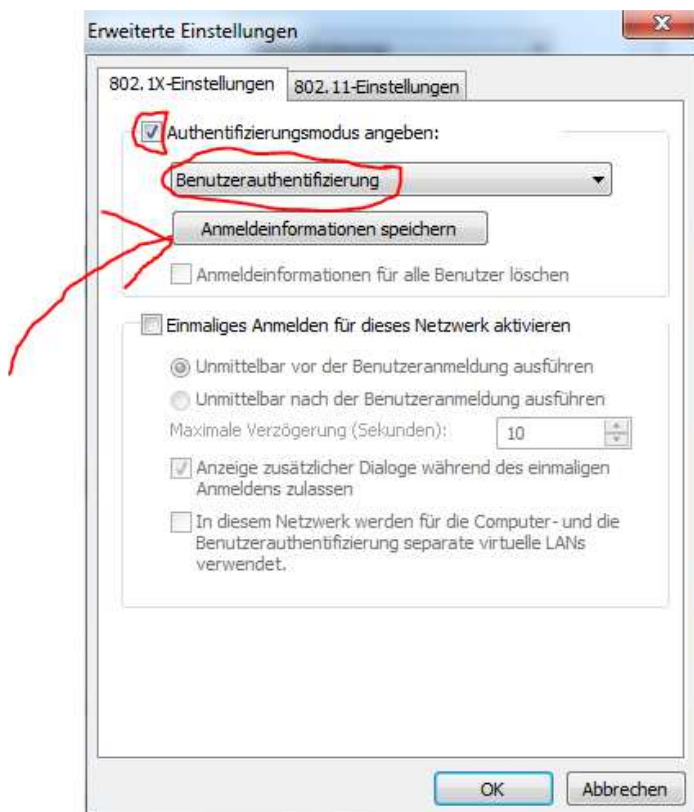 Erweiterte Einstellungen
802.1X-Einstellungen 802.11-Einstellungen
Authentifizierungsmodus angeben:
Benutzerauthentifizierung
Anmeldeinformationen speichern
Anmeldeinformationen für alle Benutzer löschen
Einmaliges Anmelden für dieses Netzwerk aktivieren
Unmittelbar vor der Benutzeranmeldung ausführen
Unmittelbar nach der Benutzeranmeldung ausführen
Maximale Verzögerung (Sekunden): 10
Anzeige zusätzlicher Dialoge während des einmaligen
Anmeldens zulassen
In diesem Netzwerk werden für die Computer- und die
Benutzerauthentifizierung separate virtuelle LANs
verwendet.
OK Abbrechen